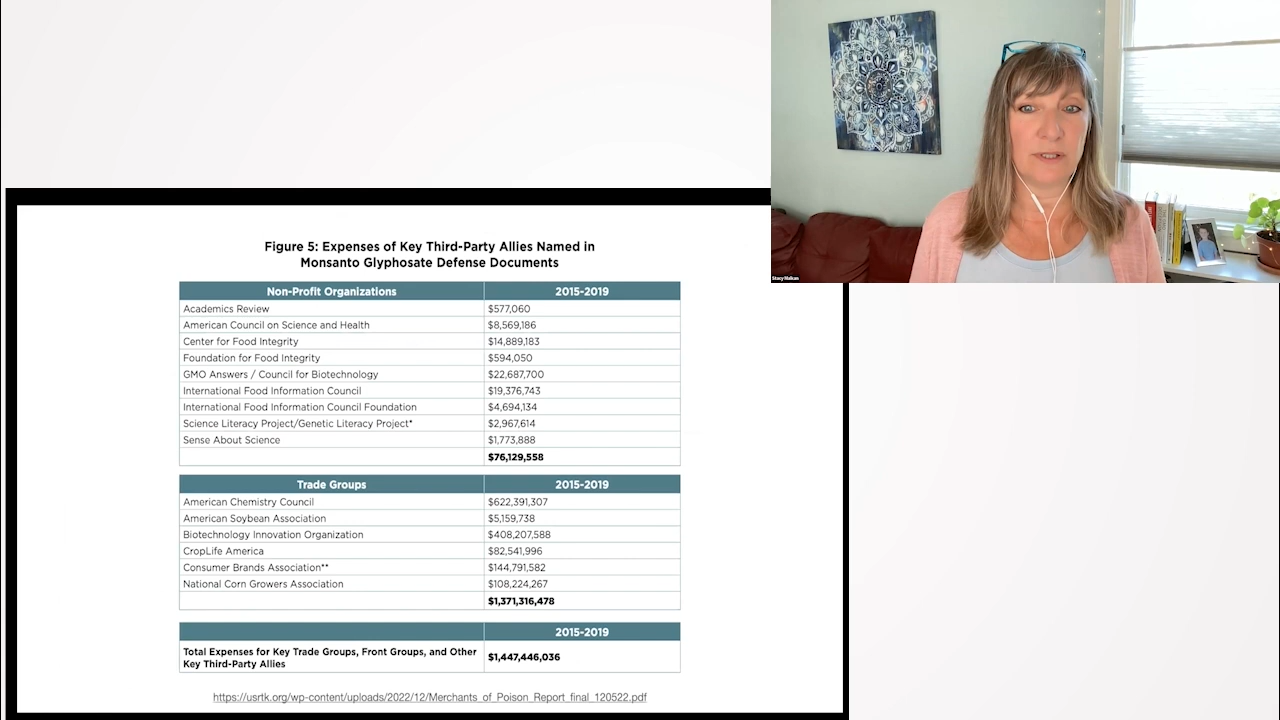 Stacy Malkan
Figure 5: Expenses of Key Third-Party Allies Named in
Monsanto Glyphosate Defense Documents
Non-Profit Organizations 2015-2019
Academics Review $577,060
American Council on Science and Health $8,569,186
Center for Food Integrity $14,889,183
Foundation for Food Integrity $594,050
GMO Answers / Council for Biotechnology $22,687,700
International Food Information Council $19,376,743
International Food Information Council Foundation $4,694,134
Science Literacy Project/Genetic Literacy Project* $2,967,614
Sense About Science $1,773,888
$76,129,558
Trade Groups 2015-2019
American Chemistry Council $622,391,307
American Soybean Association $5,159,738
Biotechnology Innovation Organization $408,207,588
CropLife America $82,541,996
Consumer Brands Association** $144,791,582
National Corn Growers Association $108,224,267
$1,371,316,478
2015-2019
Total Expenses for Key Trade Groups, Front Groups, and Other
Key Third-Party Allies $1,447,446,036
https://usrtk.org/wp-content/uploads/2022/12/Merchants_of_Poison_Report_final_120522.pdf